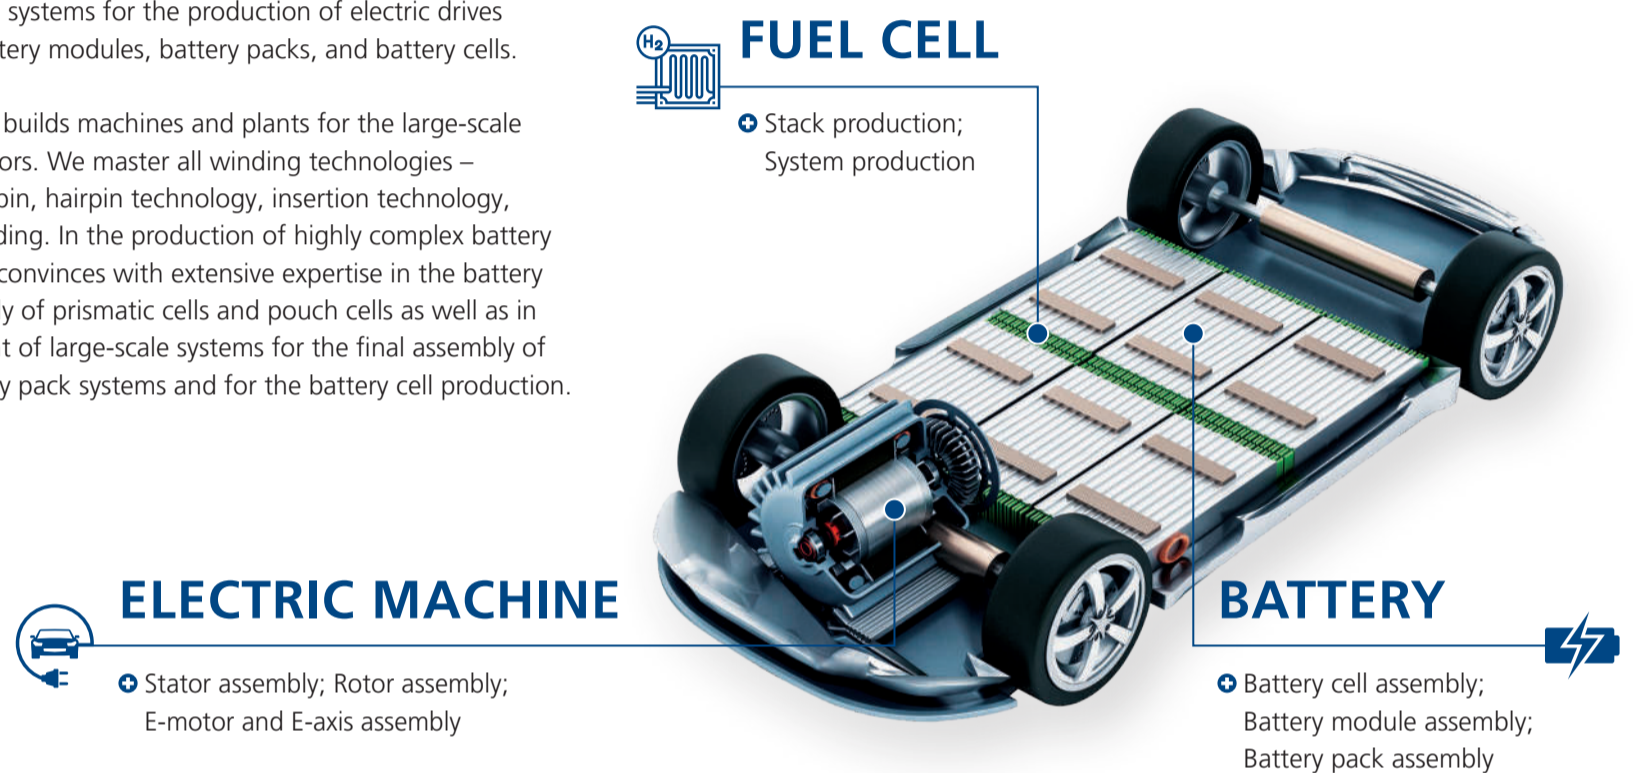 systems for the production of electric drives
tery modules, battery packs, and battery cells.
builds machines and plants for the large-scale
ors. We master all winding technologies –
pin, hairpin technology, insertion technology,
ding. In the production of highly complex battery
convinces with extensive expertise in the battery
ly of prismatic cells and pouch cells as well as in
t of large-scale systems for the final assembly of
y pack systems and for the battery cell production.
H2
FUEL CELL
Stack production;
System production
ELECTRIC MACHINE
Stator assembly; Rotor assembly;
E-motor and E-axis assembly
BATTERY
Battery cell assembly;
Battery module assembly;
Battery pack assembly